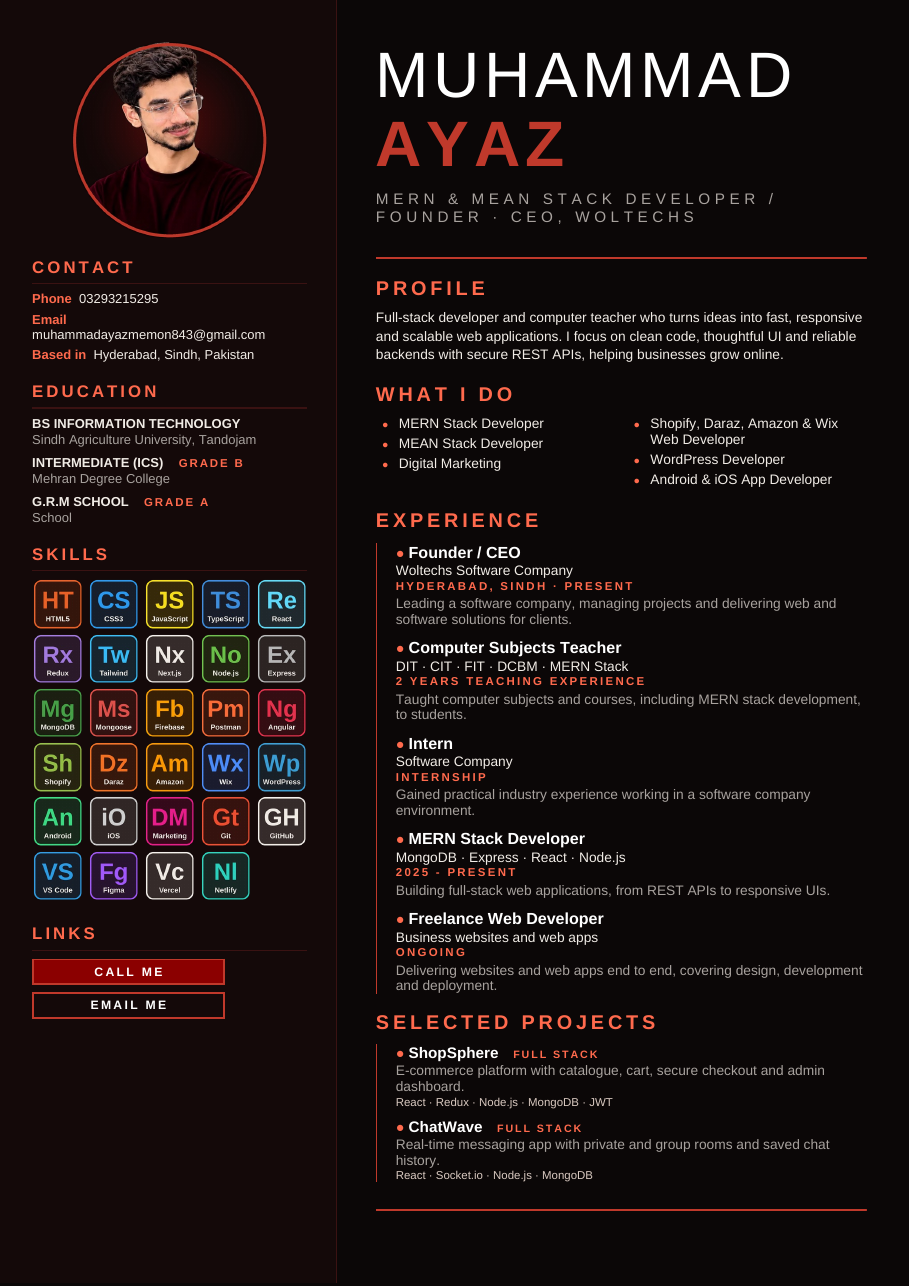 MUHAMMAD
AYAZ
MERN & MEAN STACK DEVELOPER /
FOUNDER · CEO, WOLTECHS
CONTACT
Phone 03293215295
Email
muhammadayazmemon843@gmail.com
Based in Hyderabad, Sindh, Pakistan
EDUCATION
BS INFORMATION TECHNOLOGY
Sindh Agriculture University, Tandojam
INTERMEDIATE (ICS) GRADE B
Mehran Degree College
G.R.M SCHOOL GRADE A
School
SKILLS
HT CS JS TS Re
HTML5 CSS3 JavaScript TypeScript React
Rx Tw Nx No Ex
Redux Tailwind Next.js Node.js Express
Mg Ms Fb Pm Ng
MongoDB Mongoose Firebase Postman Angular
Sh Dz Am Wx Wp
Shopify Daraz Amazon Wix WordPress
An iO DM Gt GH
Android iOS Marketing Git GitHub
VS Fg Vc Nl
VS Code Figma Vercel Netlify
LINKS
CALL ME
EMAIL ME
PROFILE
Full-stack developer and computer teacher who turns ideas into fast, responsive
and scalable web applications. I focus on clean code, thoughtful UI and reliable
backends with secure REST APIs, helping businesses grow online.
WHAT I DO
• MERN Stack Developer
• MEAN Stack Developer
• Digital Marketing
• Shopify, Daraz, Amazon & Wix
Web Developer
• WordPress Developer
• Android & iOS App Developer
EXPERIENCE
● Founder / CEO
Woltechs Software Company
HYDERABAD, SINDH · PRESENT
Leading a software company, managing projects and delivering web and
software solutions for clients.
● Computer Subjects Teacher
DIT · CIT · FIT · DCBM · MERN Stack
2 YEARS TEACHING EXPERIENCE
Taught computer subjects and courses, including MERN stack development,
to students.
● Intern
Software Company
INTERNSHIP
Gained practical industry experience working in a software company
environment.
● MERN Stack Developer
MongoDB · Express · React · Node.js
2025 - PRESENT
Building full-stack web applications, from REST APIs to responsive UIs.
● Freelance Web Developer
Business websites and web apps
ONGOING
Delivering websites and web apps end to end, covering design, development
and deployment.
SELECTED PROJECTS
● ShopSphere FULL STACK
E-commerce platform with catalogue, cart, secure checkout and admin
dashboard.
React · Redux · Node.js · MongoDB · JWT
● ChatWave FULL STACK
Real-time messaging app with private and group rooms and saved chat
history.
React · Socket.io · Node.js · MongoDB